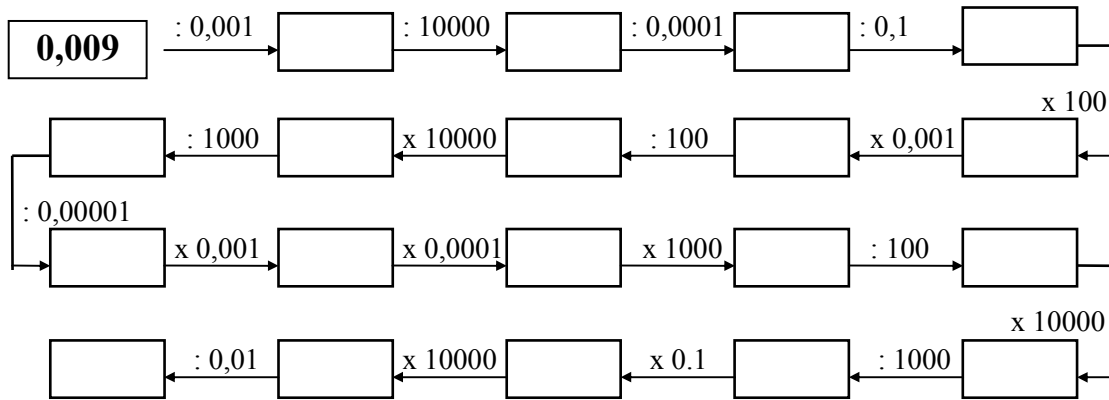 0,009 : 0,001 : 10000 : 0,0001 : 0,1
x 100
: 1000 x 10000 : 100 x 0,001
: 0,00001
x 0,001 x 0,0001 x 1000 : 100
x 10000
: 0,01 x 10000 x 0.1 : 1000